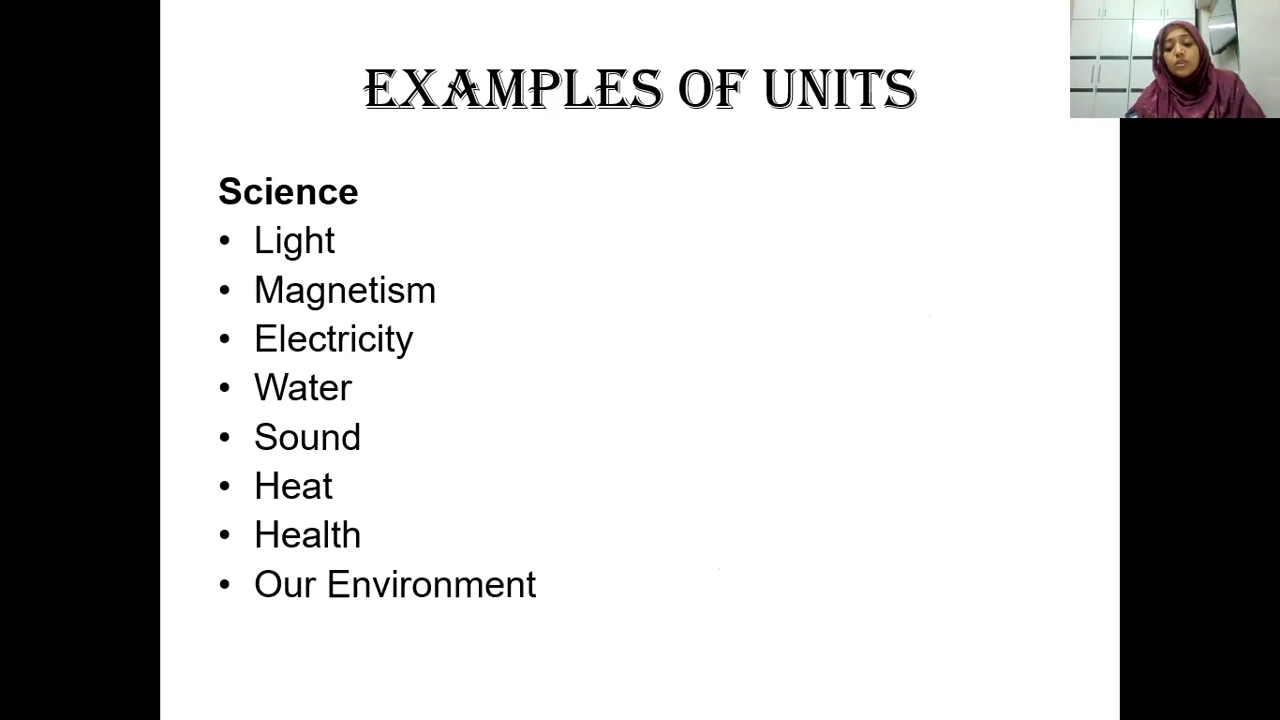 EXAMPLES OF UNITS
Science
• Light
• Magnetism
• Electricity
• Water
• Sound
• Heat
• Health
• Our Environment